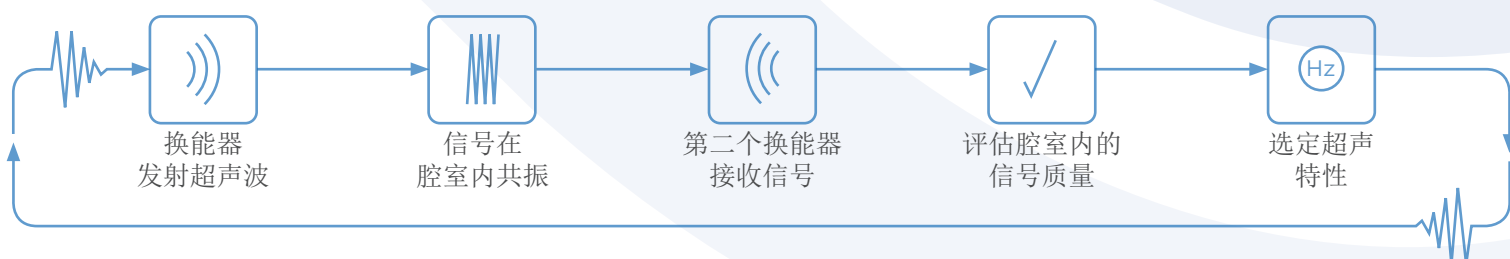 换能器
发射超声波
信号在
腔室内共振
第二个换能器
接收信号
评估腔室内的
信号质量
Hz
选定超声
特性